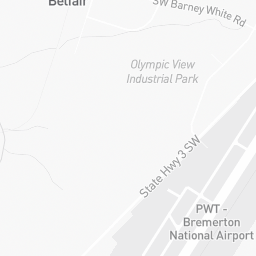 Belfair
SW Barney White Rd
Olympic View
Industrial Park
State Hwy 3 SW
PWT -
Bremerton
National Airport